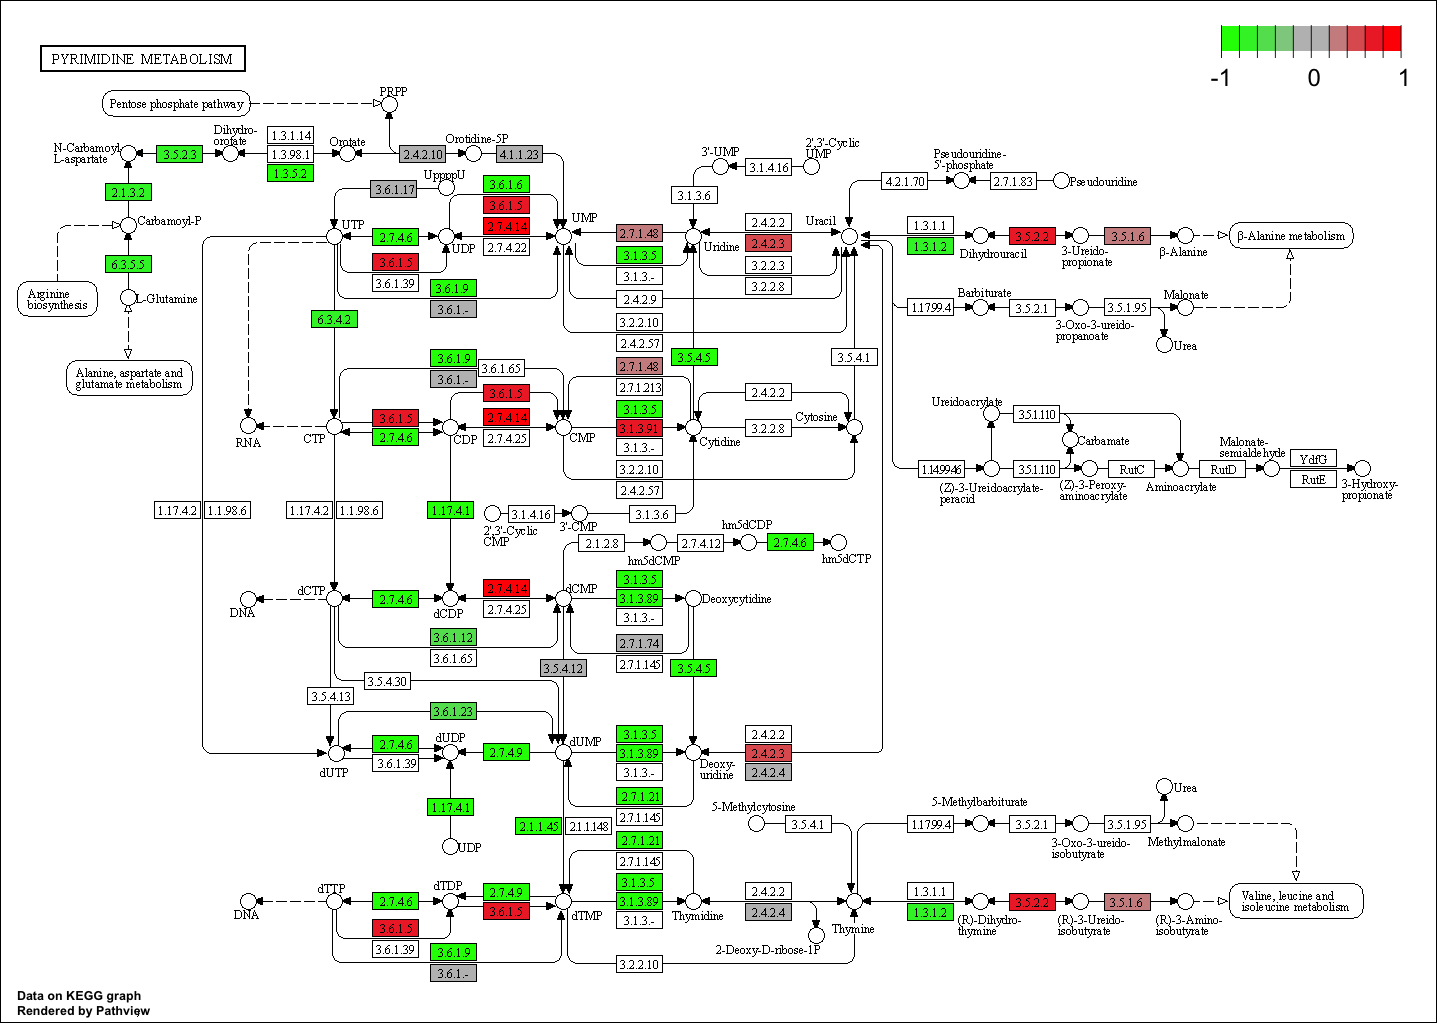 PYRIMIDINE METABOLISM
-1
0
1
Pentose phosphate pathway
PRPP
N-Carbamoyl-
L-aspartate
3.5.2.3
Dihydro-
orotate
1.3.1.14
1.3.98.1
1.3.5.2
Orotate
2.4.2.10
Orotidine-5P
4.1.1.23
2.1.3.2
Carbamoyl-P
6.3.5.5
L-Glutamine
Arginine
biosynthesis
Alanine, aspartate and
glutamate metabolism
3.6.1.17
UppppU
3.6.1.6
3.6.1.5
2.7.4.14
2.7.4.22
UTP
2.7.4.6
UDP
3.6.1.5
3.6.1.39
3.6.1.9
3.6.1.-
UMP
2.7.1.48
3.1.3.5
3.1.3.-
2.4.2.9
3.2.2.10
2.4.2.57
3'-UMP
3.1.4.16
2',3'-Cyclic
UMP
3.1.3.6
Uridine
2.4.2.2
2.4.2.3
3.2.2.3
3.2.2.8
Uracil
4.2.1.70
Pseudouridine-
5'-phosphate
2.7.1.83
Pseudouridine
1.3.1.1
1.3.1.2
Dihydrouracil
3.5.2.2
3-Ureido-
propionate
3.5.1.6
β-Alanine
β-Alanine metabolism
1.1.99.4
Barbiturate
3.5.2.1
3-Oxo-3-ureido-
propanoate
3.5.1.95
Malonate
Urea
6.3.4.2
3.6.1.9
3.6.1.-
3.6.1.65
2.7.1.48
2.7.1.213
3.5.4.5
3.5.4.1
RNA
CTP
3.6.1.5
2.7.4.6
CDP
3.6.1.5
2.7.4.14
2.7.4.25
CMP
3.1.3.5
3.1.3.91
3.1.3.-
3.2.2.10
2.4.2.57
Cytidine
2.4.2.2
3.2.2.8
Cytosine
Ureidoacrylate
3.5.1.110
Carbamate
1.14.99.46
(Z)-3-Ureidoacrylate-
peracid
3.5.1.110
(Z)-3-Peroxy-
aminoacrylate
RutC
Aminoacrylate
RutD
Malonate-
semialdehyde
YdfG
RutE
3-Hydroxy-
propionate
1.17.4.2
1.1.98.6
1.17.4.2
1.1.98.6
1.17.4.1
2',3'-Cyclic
CMP
3.1.4.16
3'-CMP
3.1.3.6
2.1.2.8
hm5dCMP
2.7.4.12
hm5dCDP
2.7.4.6
hm5dCTP
DNA
dCTP
2.7.4.6
dCDP
2.7.4.14
2.7.4.25
dCMP
3.1.3.5
3.1.3.89
3.1.3.-
Deoxycytidine
3.6.1.12
3.6.1.65
2.7.1.74
2.7.1.145
3.5.4.12
3.5.4.5
3.5.4.30
3.5.4.13
3.6.1.23
dUTP
2.7.4.6
3.6.1.39
dUDP
2.7.4.9
dUMP
3.1.3.5
3.1.3.89
3.1.3.-
2.7.1.21
2.7.1.145
Deoxy-
uridine
2.4.2.2
2.4.2.3
2.4.2.4
1.17.4.1
UDP
2.1.1.45
2.1.1.148
2.7.1.21
2.7.1.145
5-Methylcytosine
3.5.4.1
1.1.99.4
5-Methylbarbiturate
3.5.2.1
3-Oxo-3-ureido-
isobutyrate
3.5.1.95
Methylmalonate
Urea
DNA
dTTP
2.7.4.6
dTDP
2.7.4.9
3.6.1.5
dTMP
3.1.3.5
3.1.3.89
3.1.3.-
Thymidine
2.4.2.2
2.4.2.4
2-Deoxy-D-ribose-1P
Thymine
1.3.1.1
1.3.1.2
(R)-Dihydro-
thymine
3.5.2.2
(R)-3-Ureido-
isobutyrate
3.5.1.6
(R)-3-Amino-
isobutyrate
Valine, leucine and
isoleucine metabolism
3.6.1.5
3.6.1.39
3.6.1.9
3.6.1.-
3.2.2.10
Data on KEGG graph
Rendered by Pathview